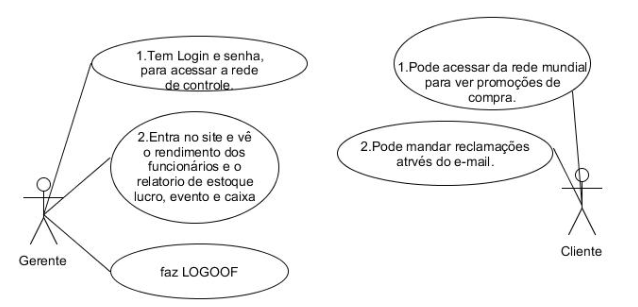 1.Tem Login e senha,
para acessar a rede
de controle.
2.Entra no site e vê
o rendimento dos
funcionários e o
relatorio de estoque
lucro, evento e caixa
faz LOGOOF
Gerente
1.Pode acessar da rede mundial
para ver promoções de
compra.
2.Pode mandar reclamações
atrvés do e-mail.
Cliente